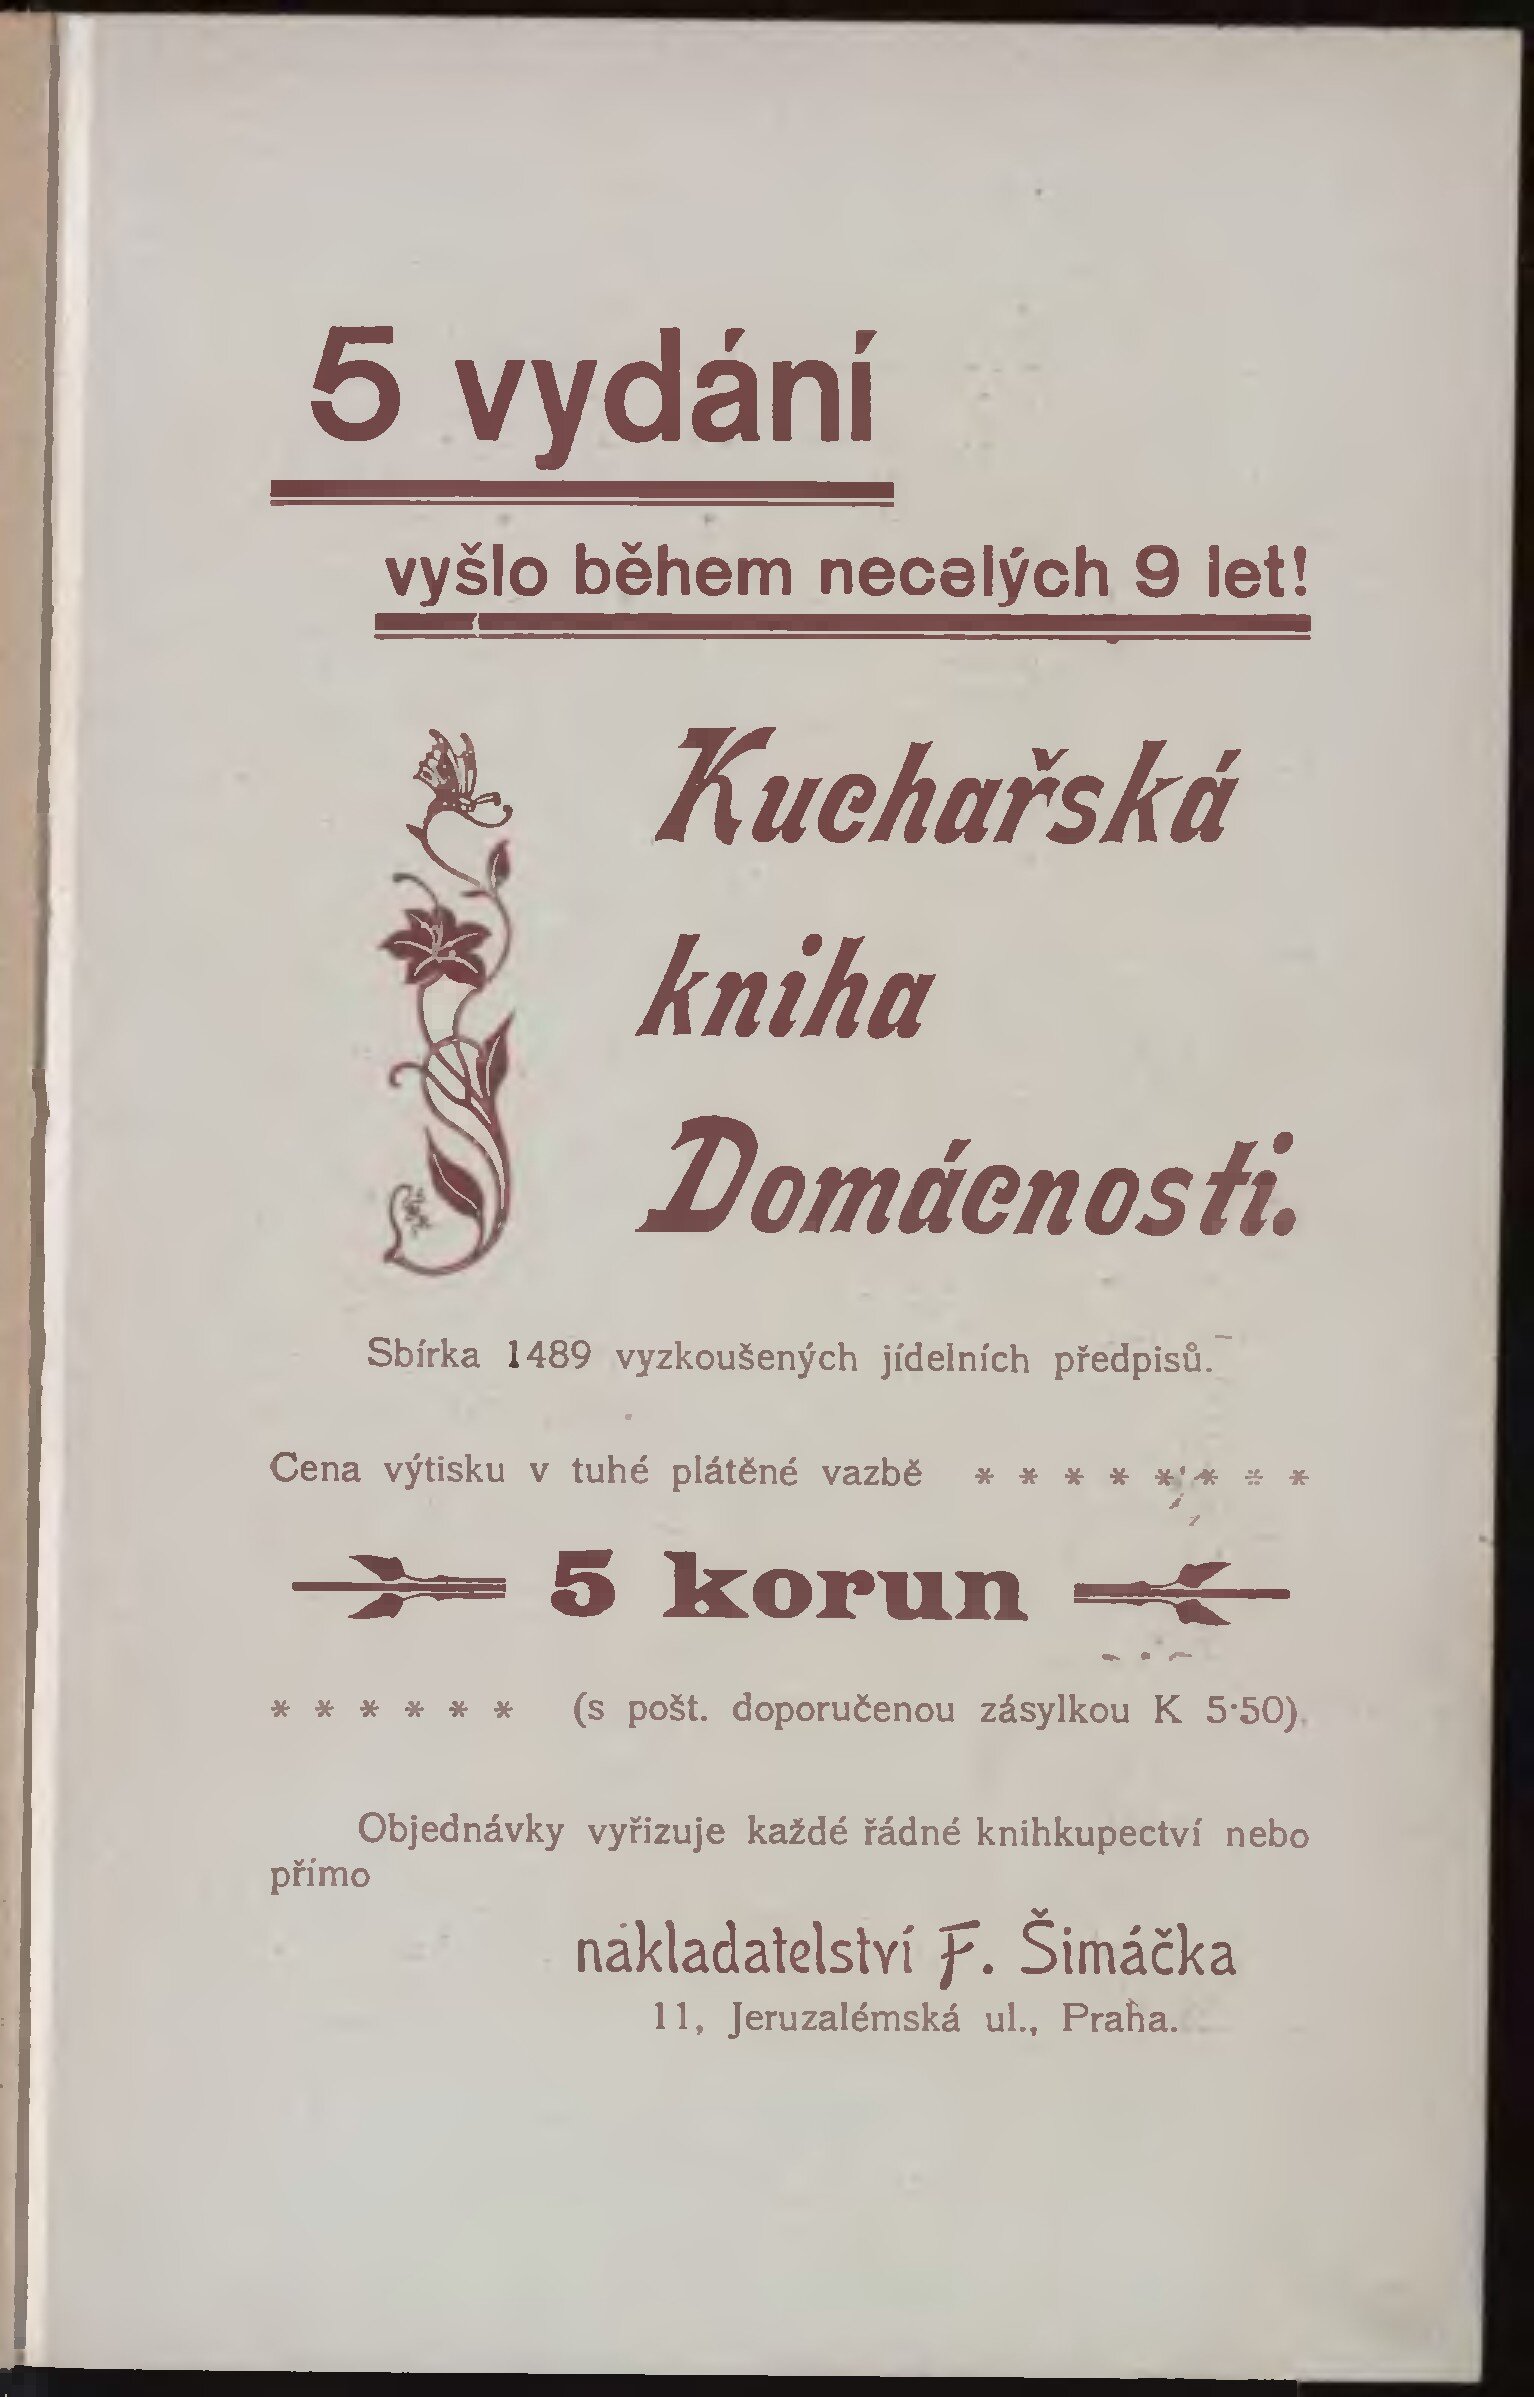 5 vydání
vyšlo během necelých 9 let!
Kuchařská
kniha
Domácnosti.
Sbírka 1489 vyzkoušených jídelních předpisů.
Cena výtisku v tuhé plátěné vazbě * * * * * * * *
5 korun
* * * * * * (s pošt. doporučenou zásylkou K 5·50).
Objednávky vyřizuje každé řádné knihkupectví nebo
přímo
nakladatelství F. Šimáčka
11, Jeruzalémská ul., Praha.